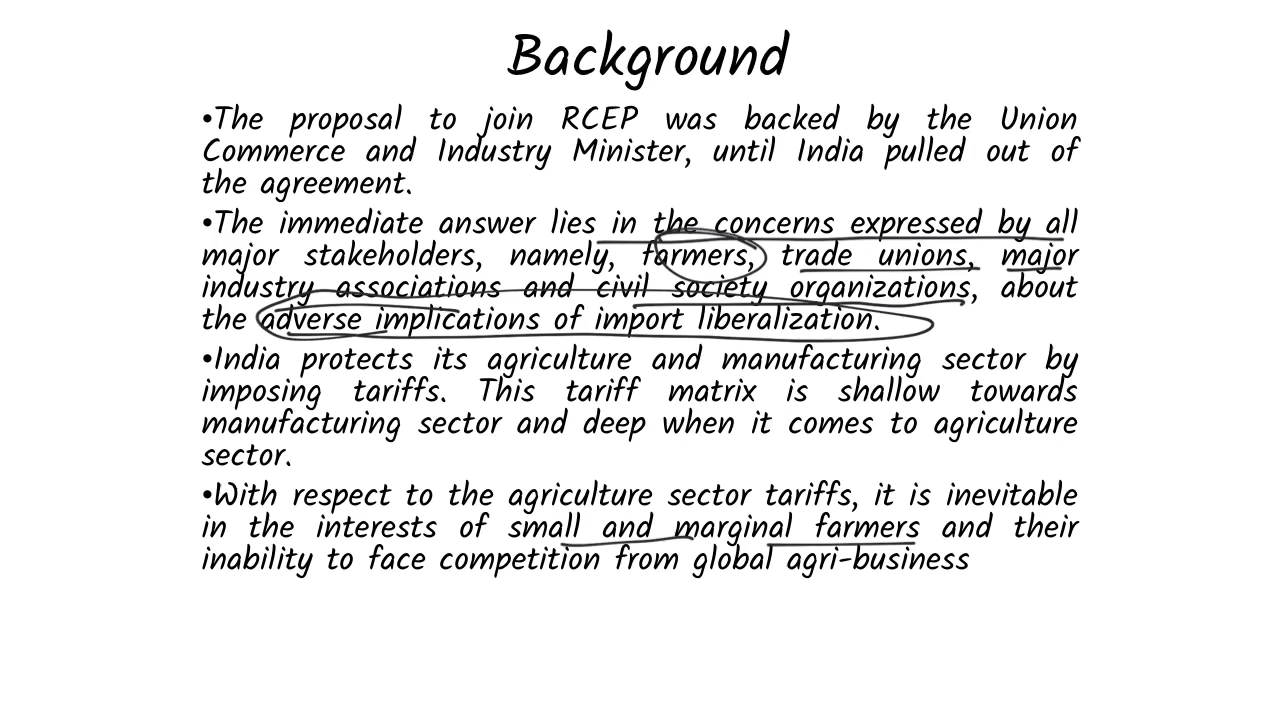 Background
•The proposal to join RCEP was backed by the Union
Commerce and Industry Minister, until India pulled out of
the agreement.
•The immediate answer lies in the concerns expressed by all
major stakeholders, namely, farmers, trade unions, major
industry associations and civil society organizations, about
the adverse implications of import liberalization.
•India protects its agriculture and manufacturing sector by
imposing tariffs. This tariff matrix is shallow towards
manufacturing sector and deep when it comes to agriculture
sector.
•With respect to the agriculture sector tariffs, it is inevitable
in the interests of small and marginal farmers and their
inability to face competition from global agri-business